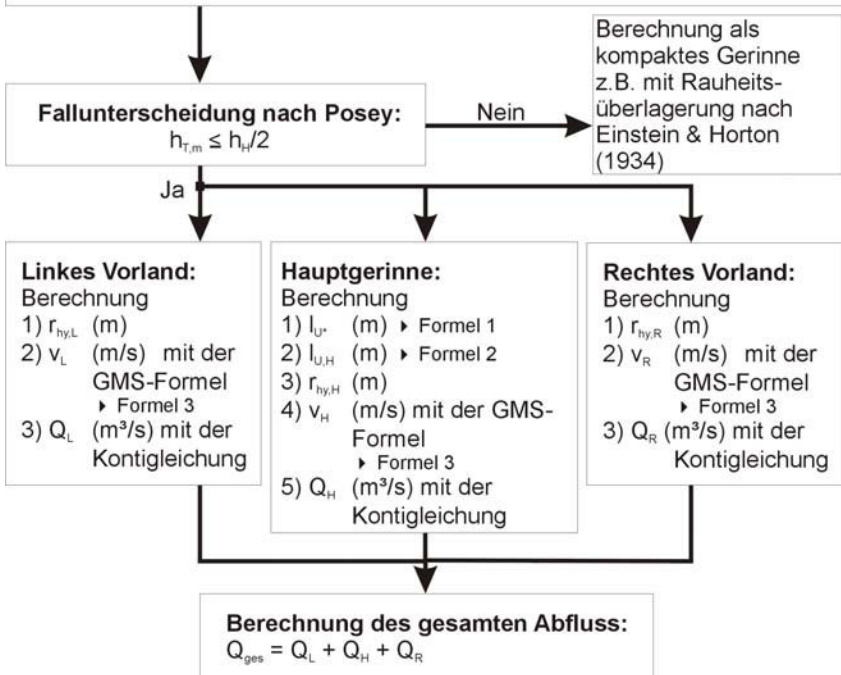 Berechnung als
kompaktes Gerinne
z.B. mit Rauheits-
überlagerung nach
Einstein & Horton
(1934)
Fallunterscheidung nach Posey:
h_T,m ≤ h_H/2
Nein
Ja
Linkes Vorland:
Berechnung
1) r_hy,L (m)
2) v_L (m/s) mit der
GMS-Formel
▸ Formel 3
3) Q_L (m³/s) mit der
Kontigleichung
Hauptgerinne:
Berechnung
1) l_U* (m) ▸ Formel 1
2) l_U,H (m) ▸ Formel 2
3) r_hy,H (m)
4) v_H (m/s) mit der GMS-
Formel
▸ Formel 3
5) Q_H (m³/s) mit der
Kontigleichung
Rechtes Vorland:
Berechnung
1) r_hy,R (m)
2) v_R (m/s) mit der
GMS-Formel
▸ Formel 3
3) Q_R (m³/s) mit der
Kontigleichung
Berechnung des gesamten Abfluss:
Q_ges = Q_L + Q_H + Q_R